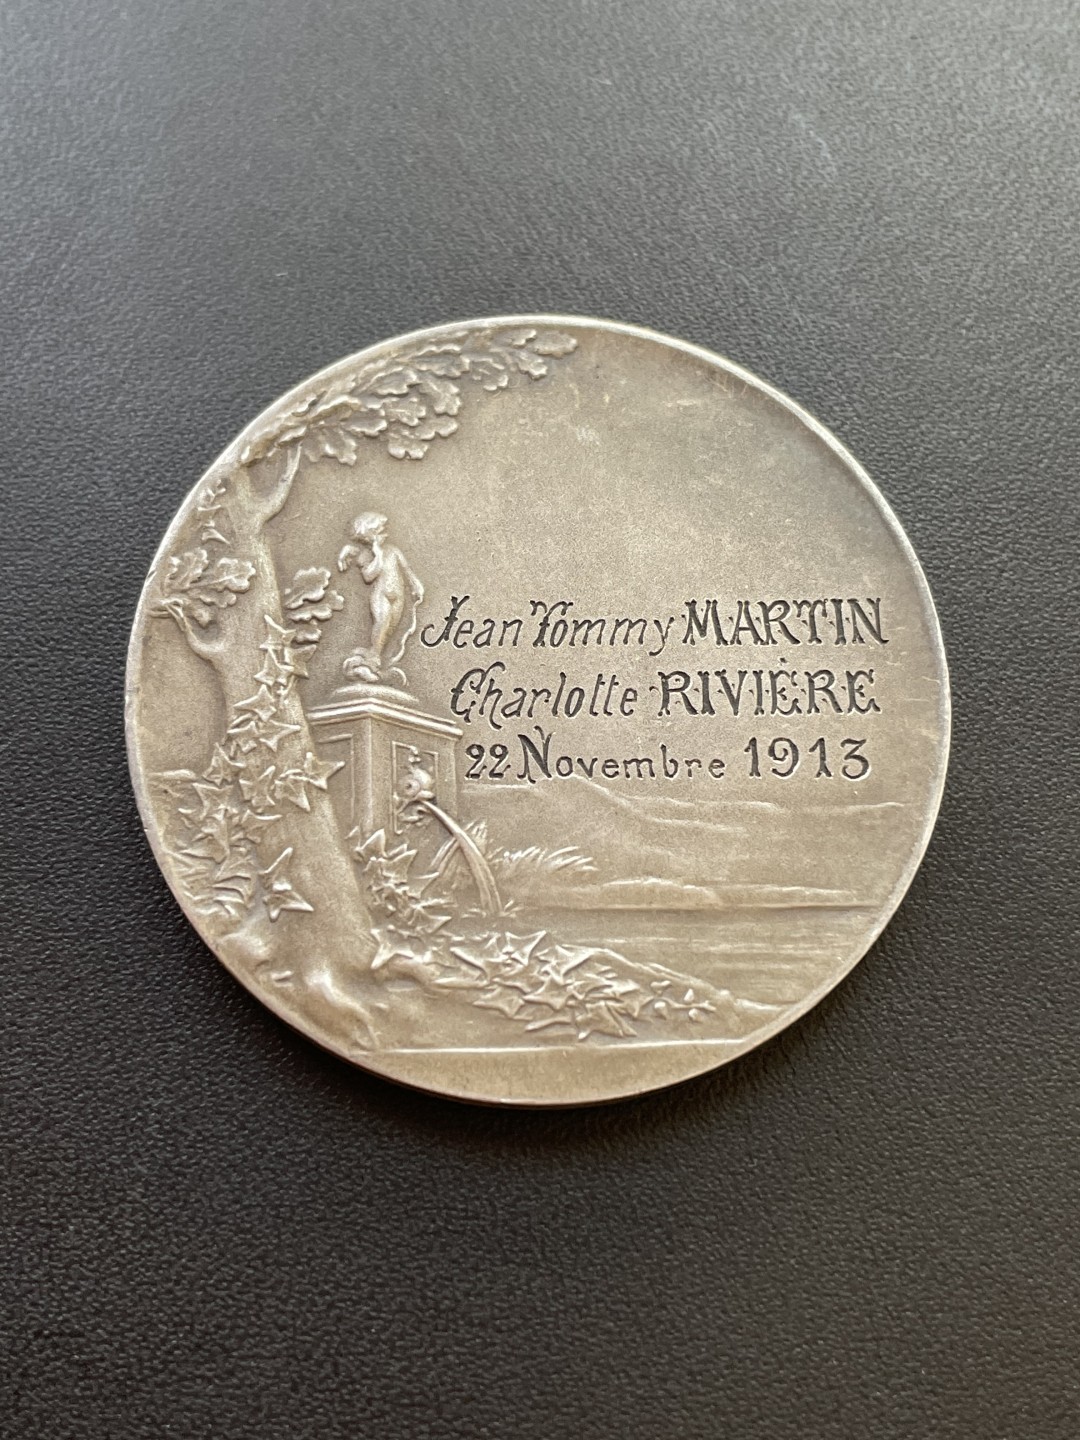 Jean Tommy MARTIN
Charlotte RIVIÈRE
22 Novembre 1913